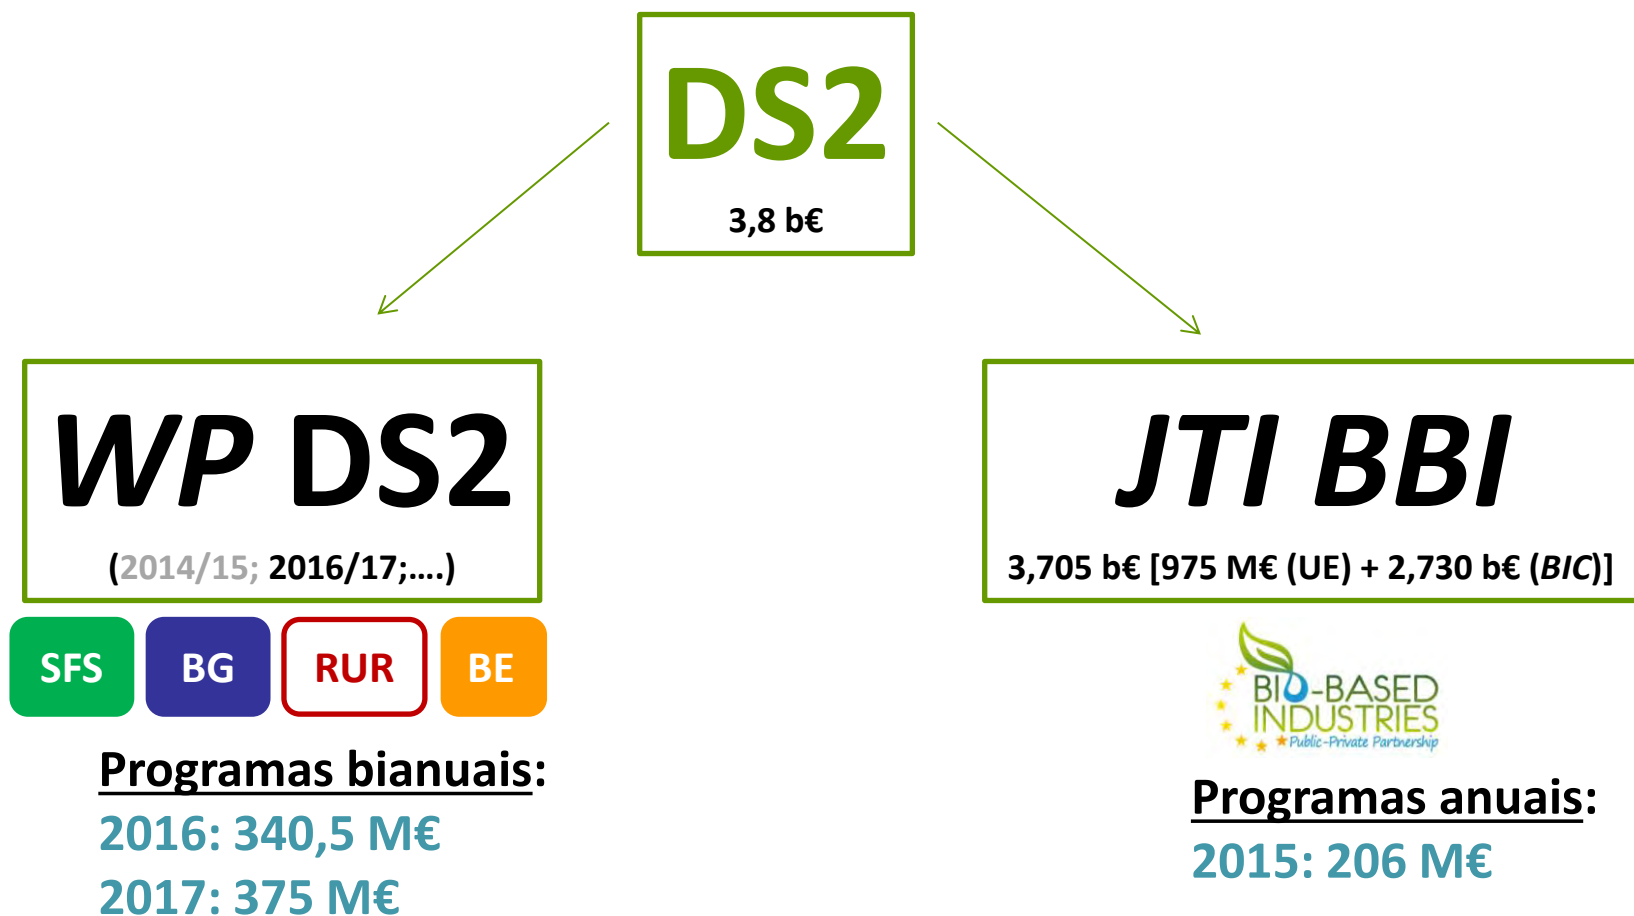 DS2
3,8 b€
WP DS2
(2014/15; 2016/17;....)
JTI BBI
3,705 b€ [975 M€ (UE) + 2,730 b€ (BIC)]
SFS BG RUR BE
BIO-BASED
INDUSTRIES
Public-Private Partnership
Programas bianuais:
2016: 340,5 M€
2017: 375 M€
Programas anuais:
2015: 206 M€